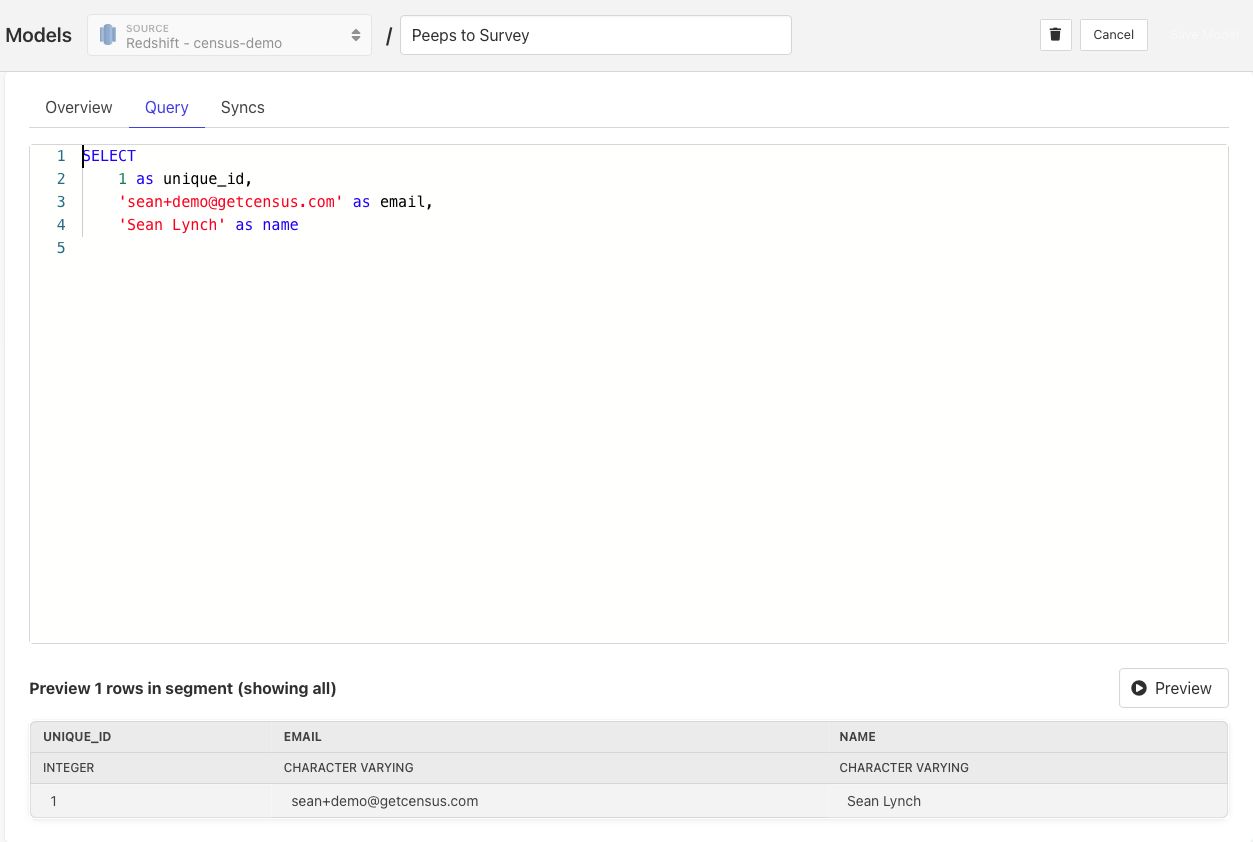 Models
SOURCE
Redshift - census-demo
/
Peeps to Survey
Cancel
Save Model
Overview Query Syncs
1 SELECT
2 1 as unique_id,
3 'sean+demo@getcensus.com' as email,
4 'Sean Lynch' as name
5
Preview 1 rows in segment (showing all)
Preview
UNIQUE_ID EMAIL NAME
INTEGER CHARACTER VARYING CHARACTER VARYING
1 sean+demo@getcensus.com Sean Lynch